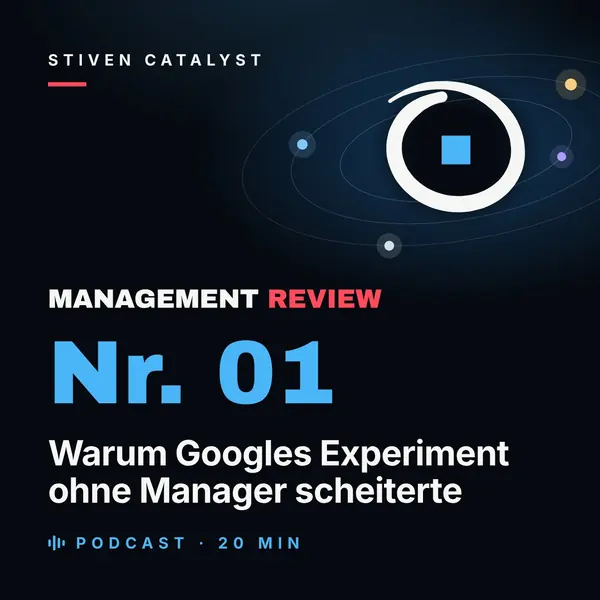 STIVEN CATALYST
MANAGEMENT REVIEW
Nr. 01
Warum Googles Experiment
ohne Manager scheiterte
PODCAST · 20 MIN